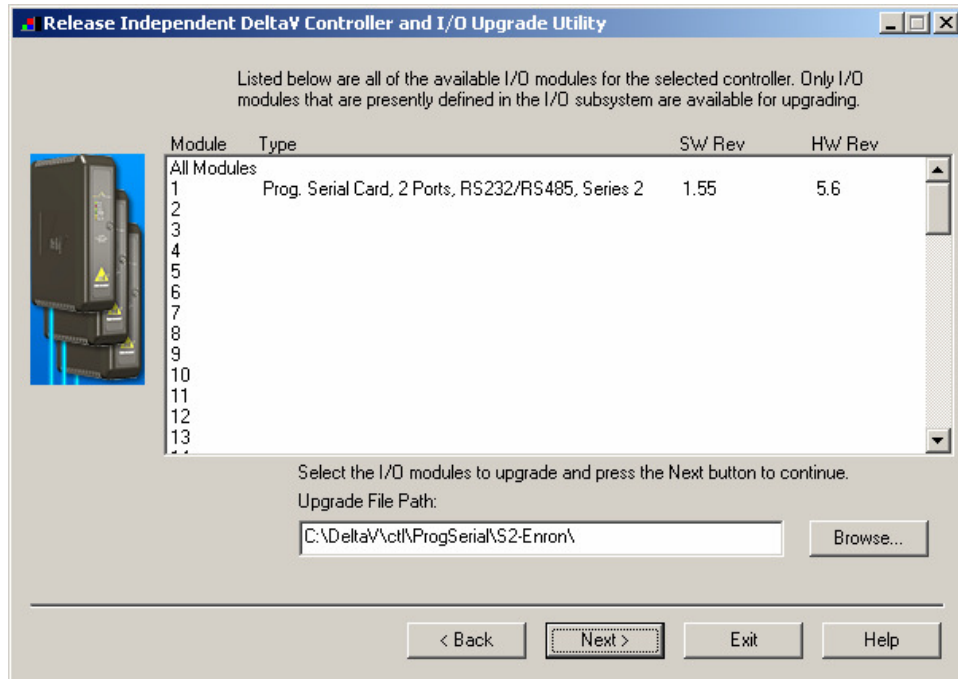 Release Independent DeltaV Controller and I/O Upgrade Utility
Listed below are all of the available I/O modules for the selected controller. Only I/O
modules that are presently defined in the I/O subsystem are available for upgrading.
Module Type SW Rev HW Rev
All Modules
1 Prog. Serial Card, 2 Ports, RS232/RS485, Series 2 1.55 5.6
2
3
4
5
6
7
8
9
10
11
12
13
Select the I/O modules to upgrade and press the Next button to continue.
Upgrade File Path:
C:\DeltaV\ctl\ProgSerial\S2-Enron\
Browse...
< Back Next > Exit Help